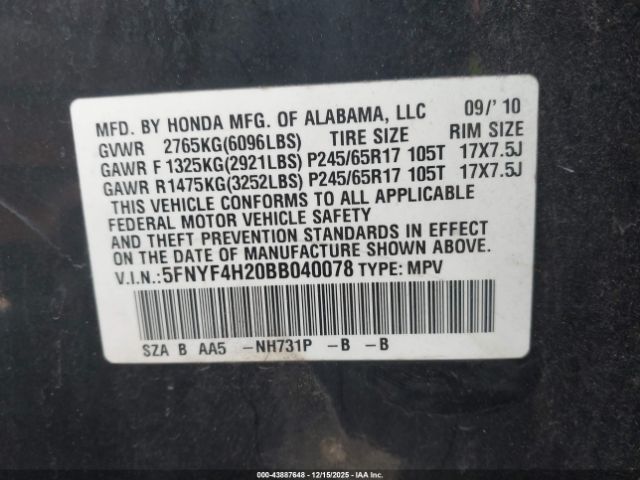 MFD. BY HONDA MFG. OF ALABAMA, LLC 09/'10
GVWR 2765KG(6096LBS) TIRE SIZE RIM SIZE
GAWR F 1325KG(2921LBS) P245/65R17 105T 17X7.5J
GAWR R 1475KG(3252LBS) P245/65R17 105T 17X7.5J
THIS VEHICLE CONFORMS TO ALL APPLICABLE
FEDERAL MOTOR VEHICLE SAFETY
AND THEFT PREVENTION STANDARDS IN EFFECT
ON THE DATE OF MANUFACTURE SHOWN ABOVE.
V.I.N.: 5FNYF4H20BB040078 TYPE: MPV
SZA B AA5 -NH731P -B -B
000-43887648 - 12/15/2025 - IAA Inc.